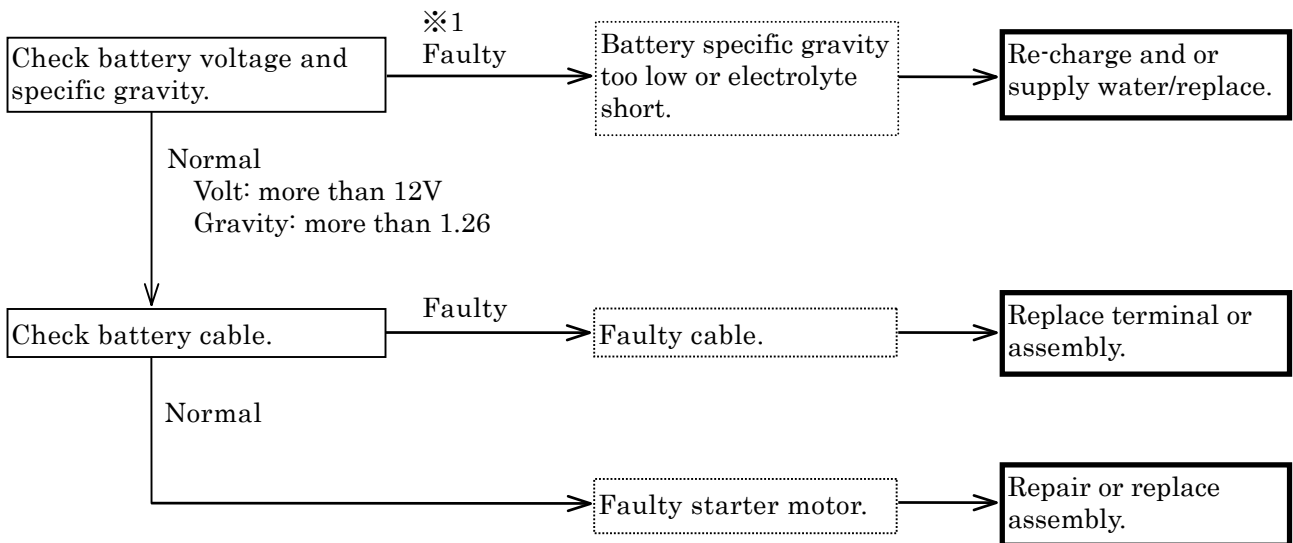 ※1
Faulty
Check battery voltage and
specific gravity.
Battery specific gravity
too low or electrolyte
short.
Re-charge and or
supply water/replace.
Normal
Volt: more than 12V
Gravity: more than 1.26
Check battery cable.
Faulty
Faulty cable.
Replace terminal or
assembly.
Normal
Faulty starter motor.
Repair or replace
assembly.